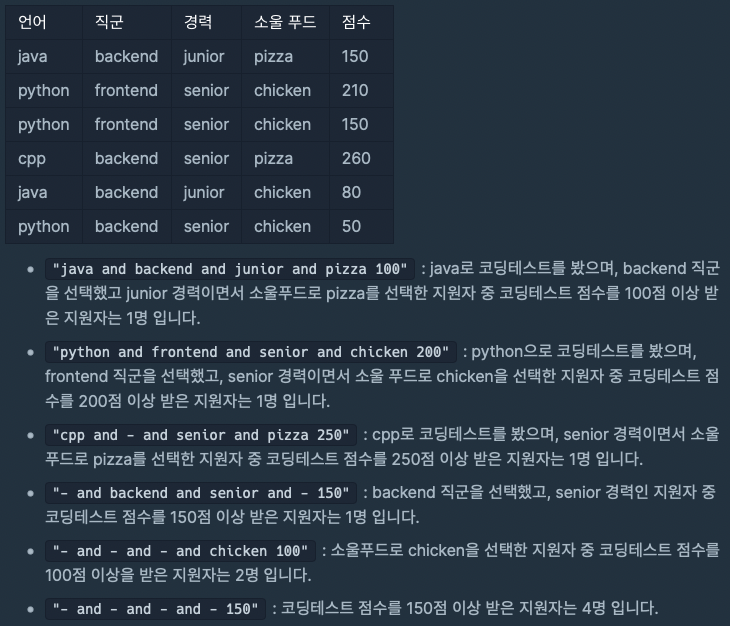 언어 직군 경력 소울 푸드 점수
java backend junior pizza 150
python frontend senior chicken 210
python frontend senior chicken 150
cpp backend senior pizza 260
java backend junior chicken 80
python backend senior chicken 50
• "java and backend and junior and pizza 100" : java로 코딩테스트를 봤으며, backend 직군
을 선택했고 junior 경력이면서 소울푸드로 pizza를 선택한 지원자 중 코딩테스트 점수를 100점 이상 받
은 지원자는 1명 입니다.
• "python and frontend and senior and chicken 200" : python으로 코딩테스트를 봤으며,
frontend 직군을 선택했고, senior 경력이면서 소울 푸드로 chicken을 선택한 지원자 중 코딩테스트 점
수를 200점 이상 받은 지원자는 1명 입니다.
• "cpp and - and senior and pizza 250" : cpp로 코딩테스트를 봤으며, senior 경력이면서 소울
푸드로 pizza를 선택한 지원자 중 코딩테스트 점수를 250점 이상 받은 지원자는 1명 입니다.
• "- and backend and senior and - 150" : backend 직군을 선택했고, senior 경력인 지원자 중
코딩테스트 점수를 150점 이상 받은 지원자는 1명 입니다.
• "- and - and - and chicken 100" : 소울푸드로 chicken을 선택한 지원자 중 코딩테스트 점수를
100점 이상을 받은 지원자는 2명 입니다.
• "- and - and - and - 150" : 코딩테스트 점수를 150점 이상 받은 지원자는 4명 입니다.